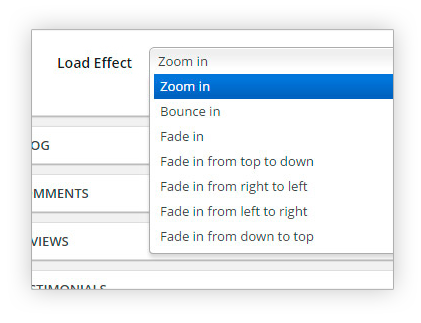 Load Effect
Zoom in
Zoom in
Bounce in
Fade in
Fade in from top to down
Fade in from right to left
Fade in from left to right
Fade in from down to top
OG
MMENTS
VIEWS
STIMONIALS